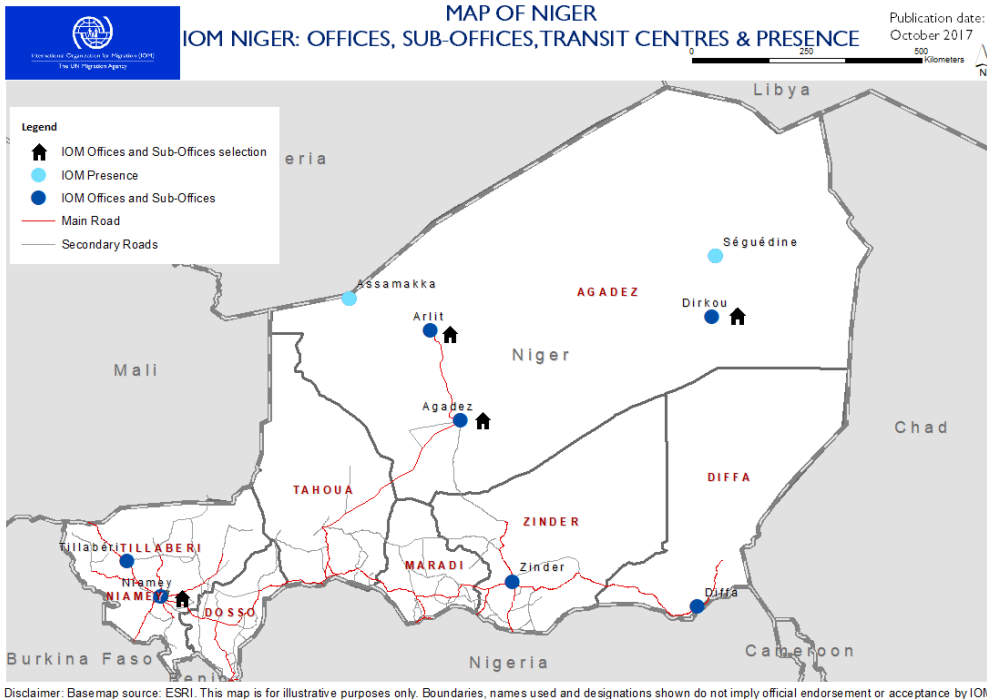 MAP OF NIGER
IOM NIGER: OFFICES, SUB-OFFICES,TRANSIT CENTRES & PRESENCE
Publication date:
October 2017
0 250 500
Kilometers
N
International Organization for Migration (IOM)
The UN Migration Agency
Legend
IOM Offices and Sub-Offices selection
IOM Presence
IOM Offices and Sub-Offices
Main Road
Secondary Roads
Libya
eria
Séguédine
Assamakka
AGADEZ
Dirkou
Arlit
Niger
Mali
Agadez
Chad
TAHOUA
DIFFA
ZINDER
Tillabéri
TILLABERI
MARADI
Zinder
Niamey
NIAMEY
DOSSO
Diffa
Burkina Faso
Nigeria
Cameroon
Benin
Disclaimer: Basemap source: ESRI. This map is for illustrative purposes only. Boundaries, names used and designations shown do not imply official endorsement or acceptance by IOM